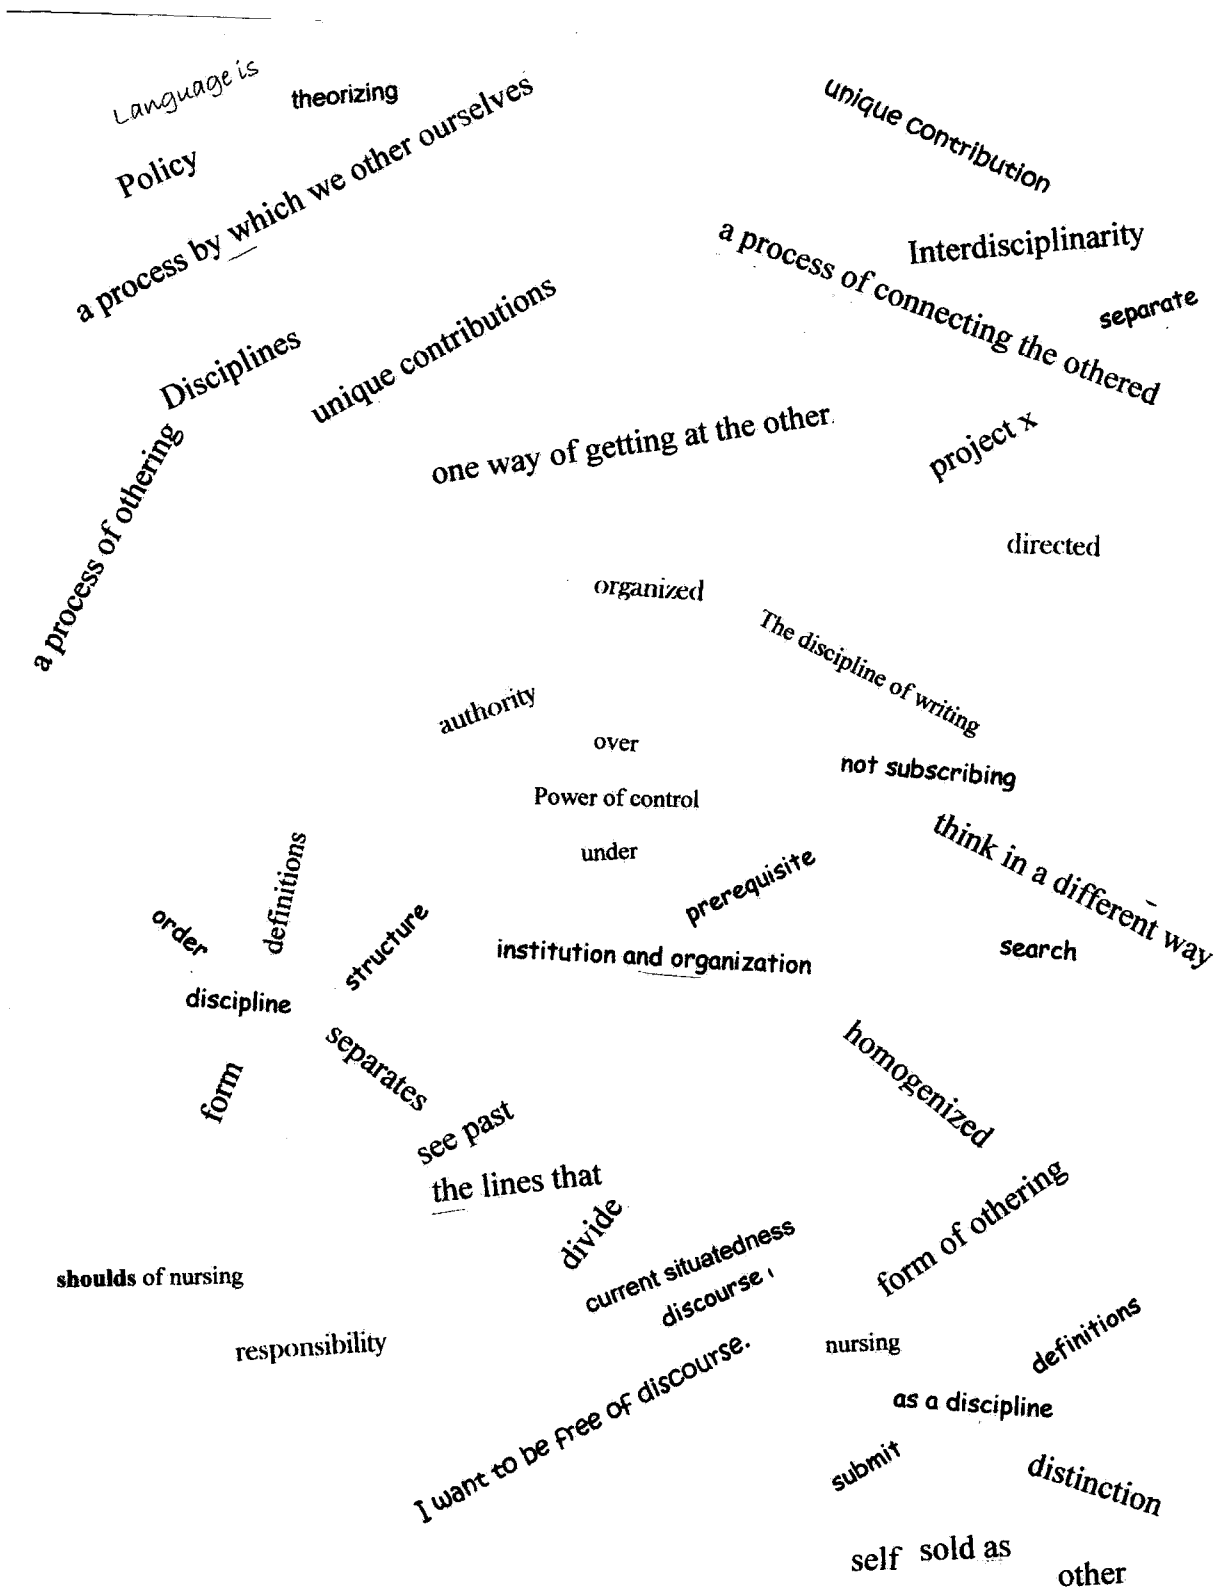 Language is
theorizing
unique contribution
Policy
a process by which we other ourselves
Interdisciplinarity
a process of connecting the othered
separate
Disciplines
unique contributions
one way of getting at the other.
project x
a process of othering
directed
organized
The discipline of writing
authority
over
not subscribing
Power of control
think in a different way
under
prerequisite
definitions
order
structure
institution and organization
search
discipline
separates
homogenized
form
see past
the lines that
divide
form of othering
current situatedness
discourse,
shoulds of nursing
responsibility
I want to be free of discourse.
nursing
definitions
as a discipline
submit
distinction
self sold as
other